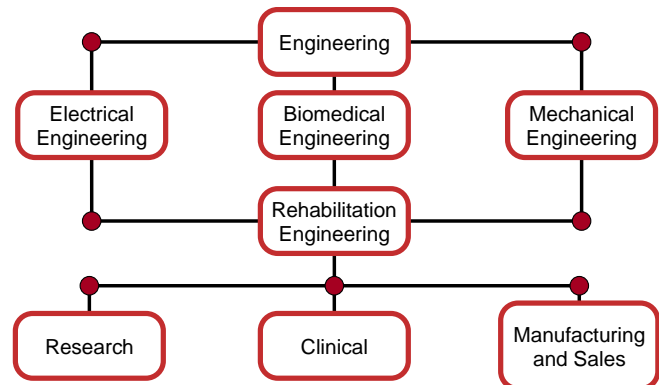 Engineering
Electrical
Engineering
Biomedical
Engineering
Mechanical
Engineering
Rehabilitation
Engineering
Research
Clinical
Manufacturing
and Sales